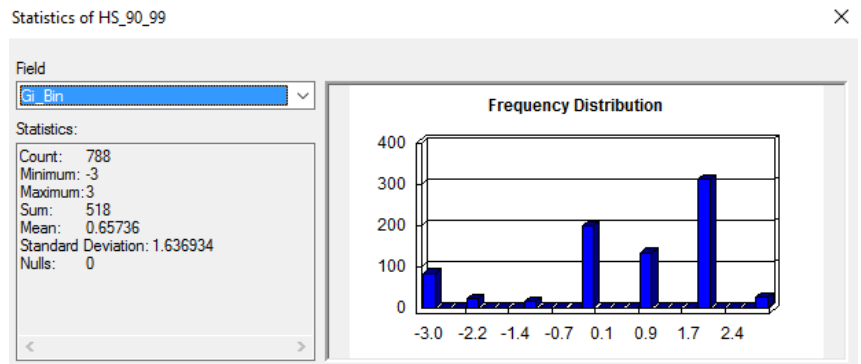 Statistics of HS_90_99
Field
Gi_Bin
Statistics:
Count: 788
Minimum: -3
Maximum: 3
Sum: 518
Mean: 0.65736
Standard Deviation: 1.636934
Nulls: 0
Frequency Distribution
400
300
200
100
0
-3.0 -2.2 -1.4 -0.7 0.1 0.9 1.7 2.4